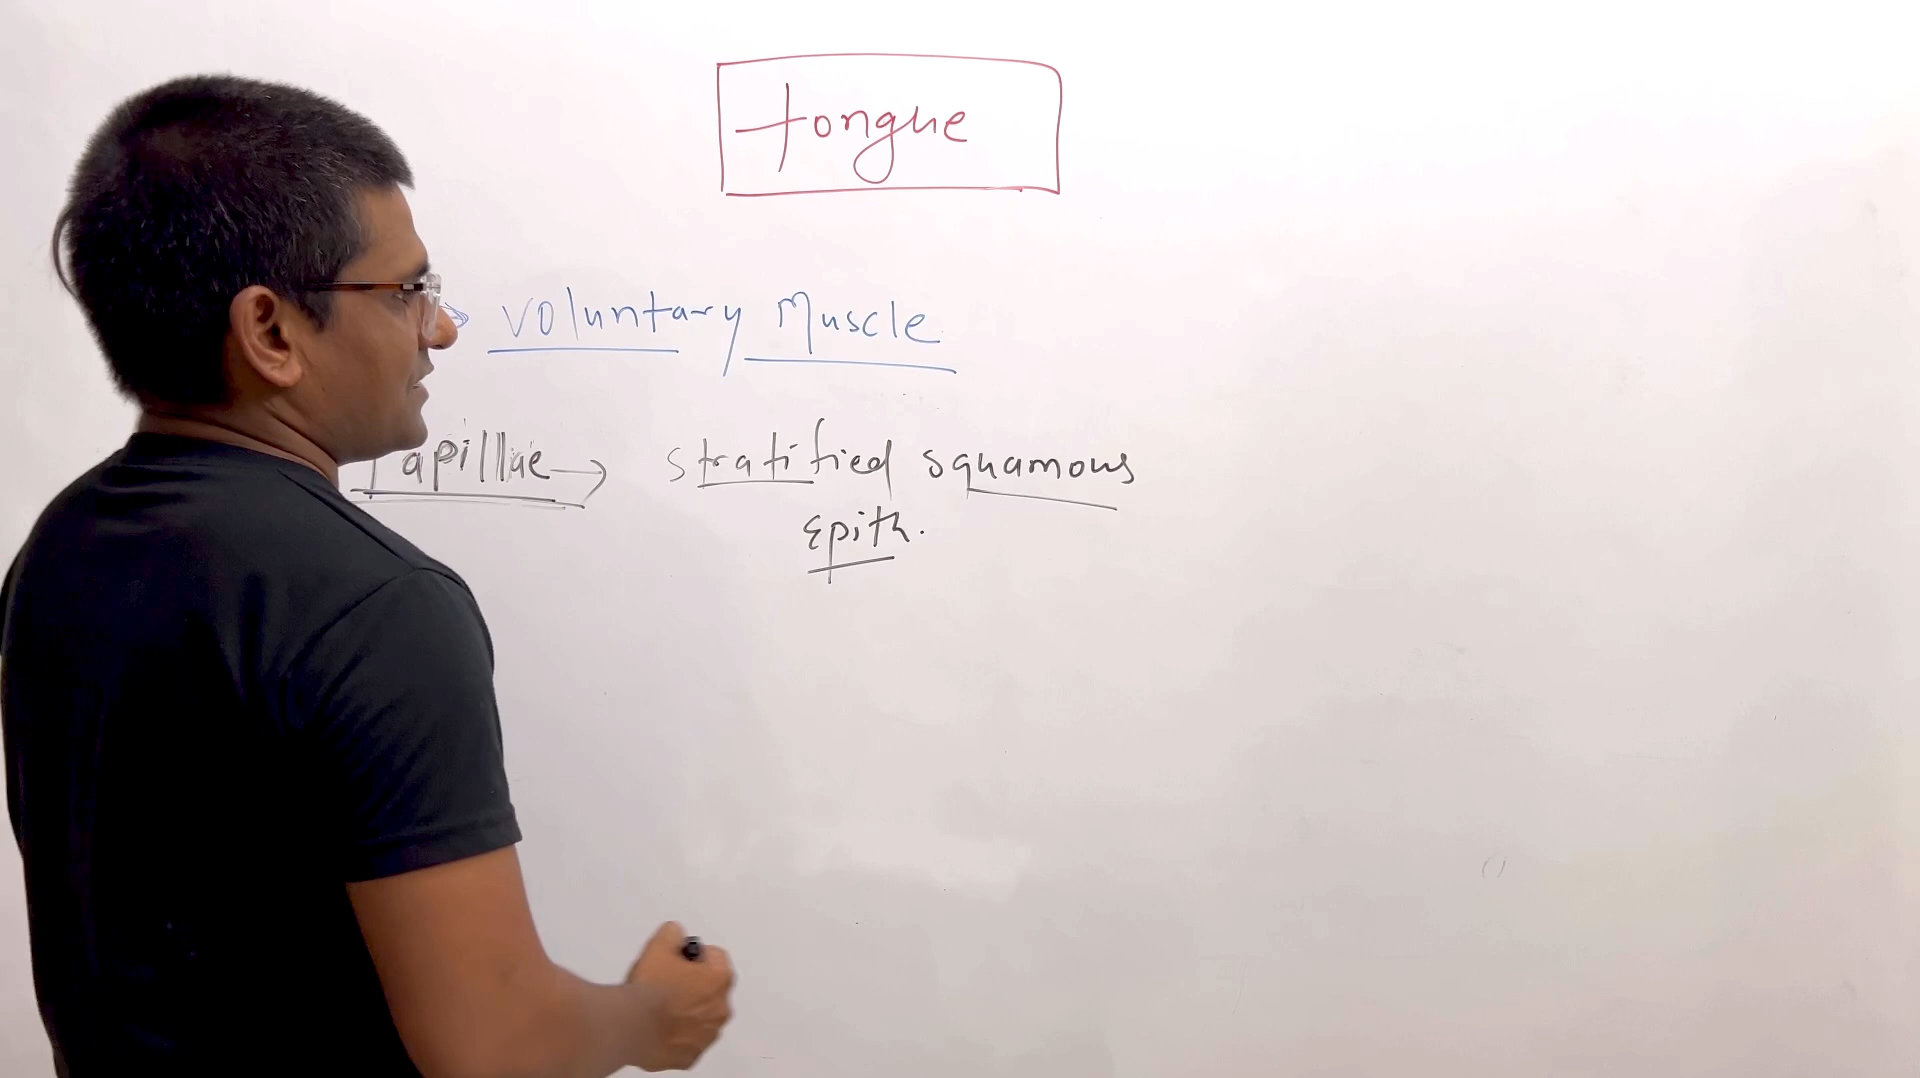 tongue
voluntary Muscle
Papillae → stratified squamous
Epith.